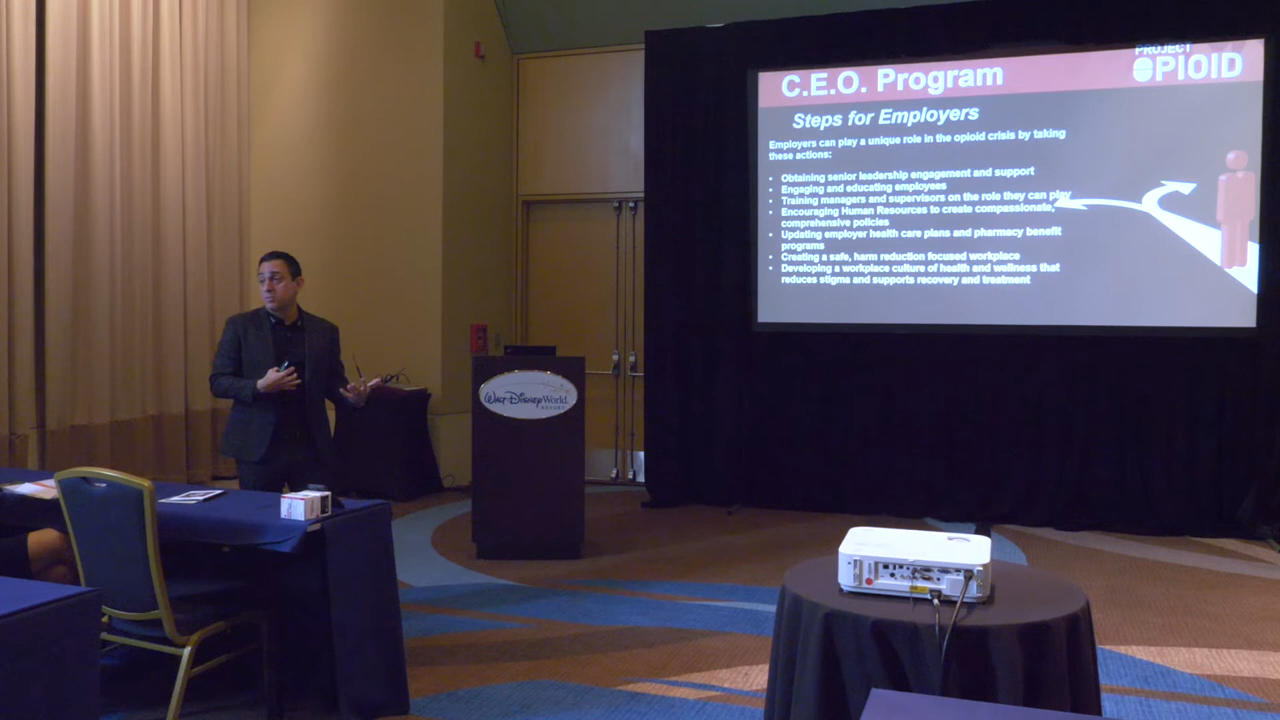 PROJECT
OPIOID
C.E.O. Program
Steps for Employers
Employers can play a unique role in the opioid crisis by taking
these actions:
• Obtaining senior leadership engagement and support
• Engaging and educating employees
• Training managers and supervisors on the role they can play
• Encouraging Human Resources to create compassionate,
comprehensive policies
• Updating employer health care plans and pharmacy benefit
programs
• Creating a safe, harm reduction focused workplace
• Developing a workplace culture of health and wellness that
reduces stigma and supports recovery and treatment
Walt Disney World.
RESORT